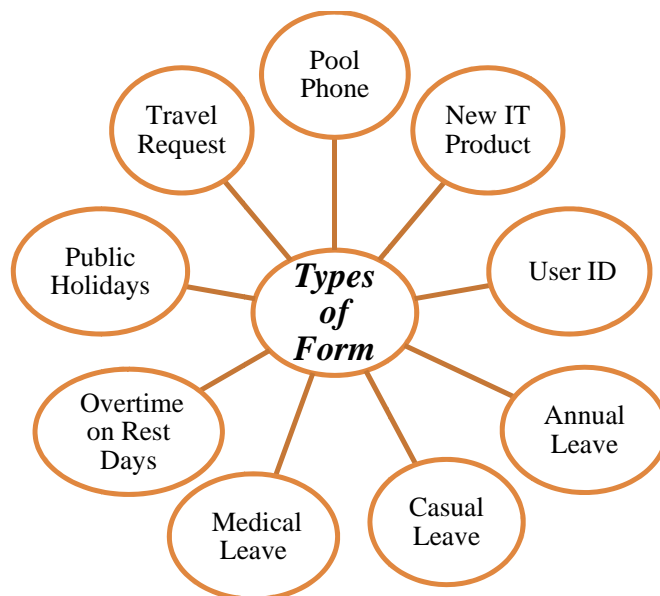 Pool
Phone
New IT
Product
User ID
Annual
Leave
Casual
Leave
Medical
Leave
Overtime
on Rest
Days
Public
Holidays
Travel
Request
Types
of
Form